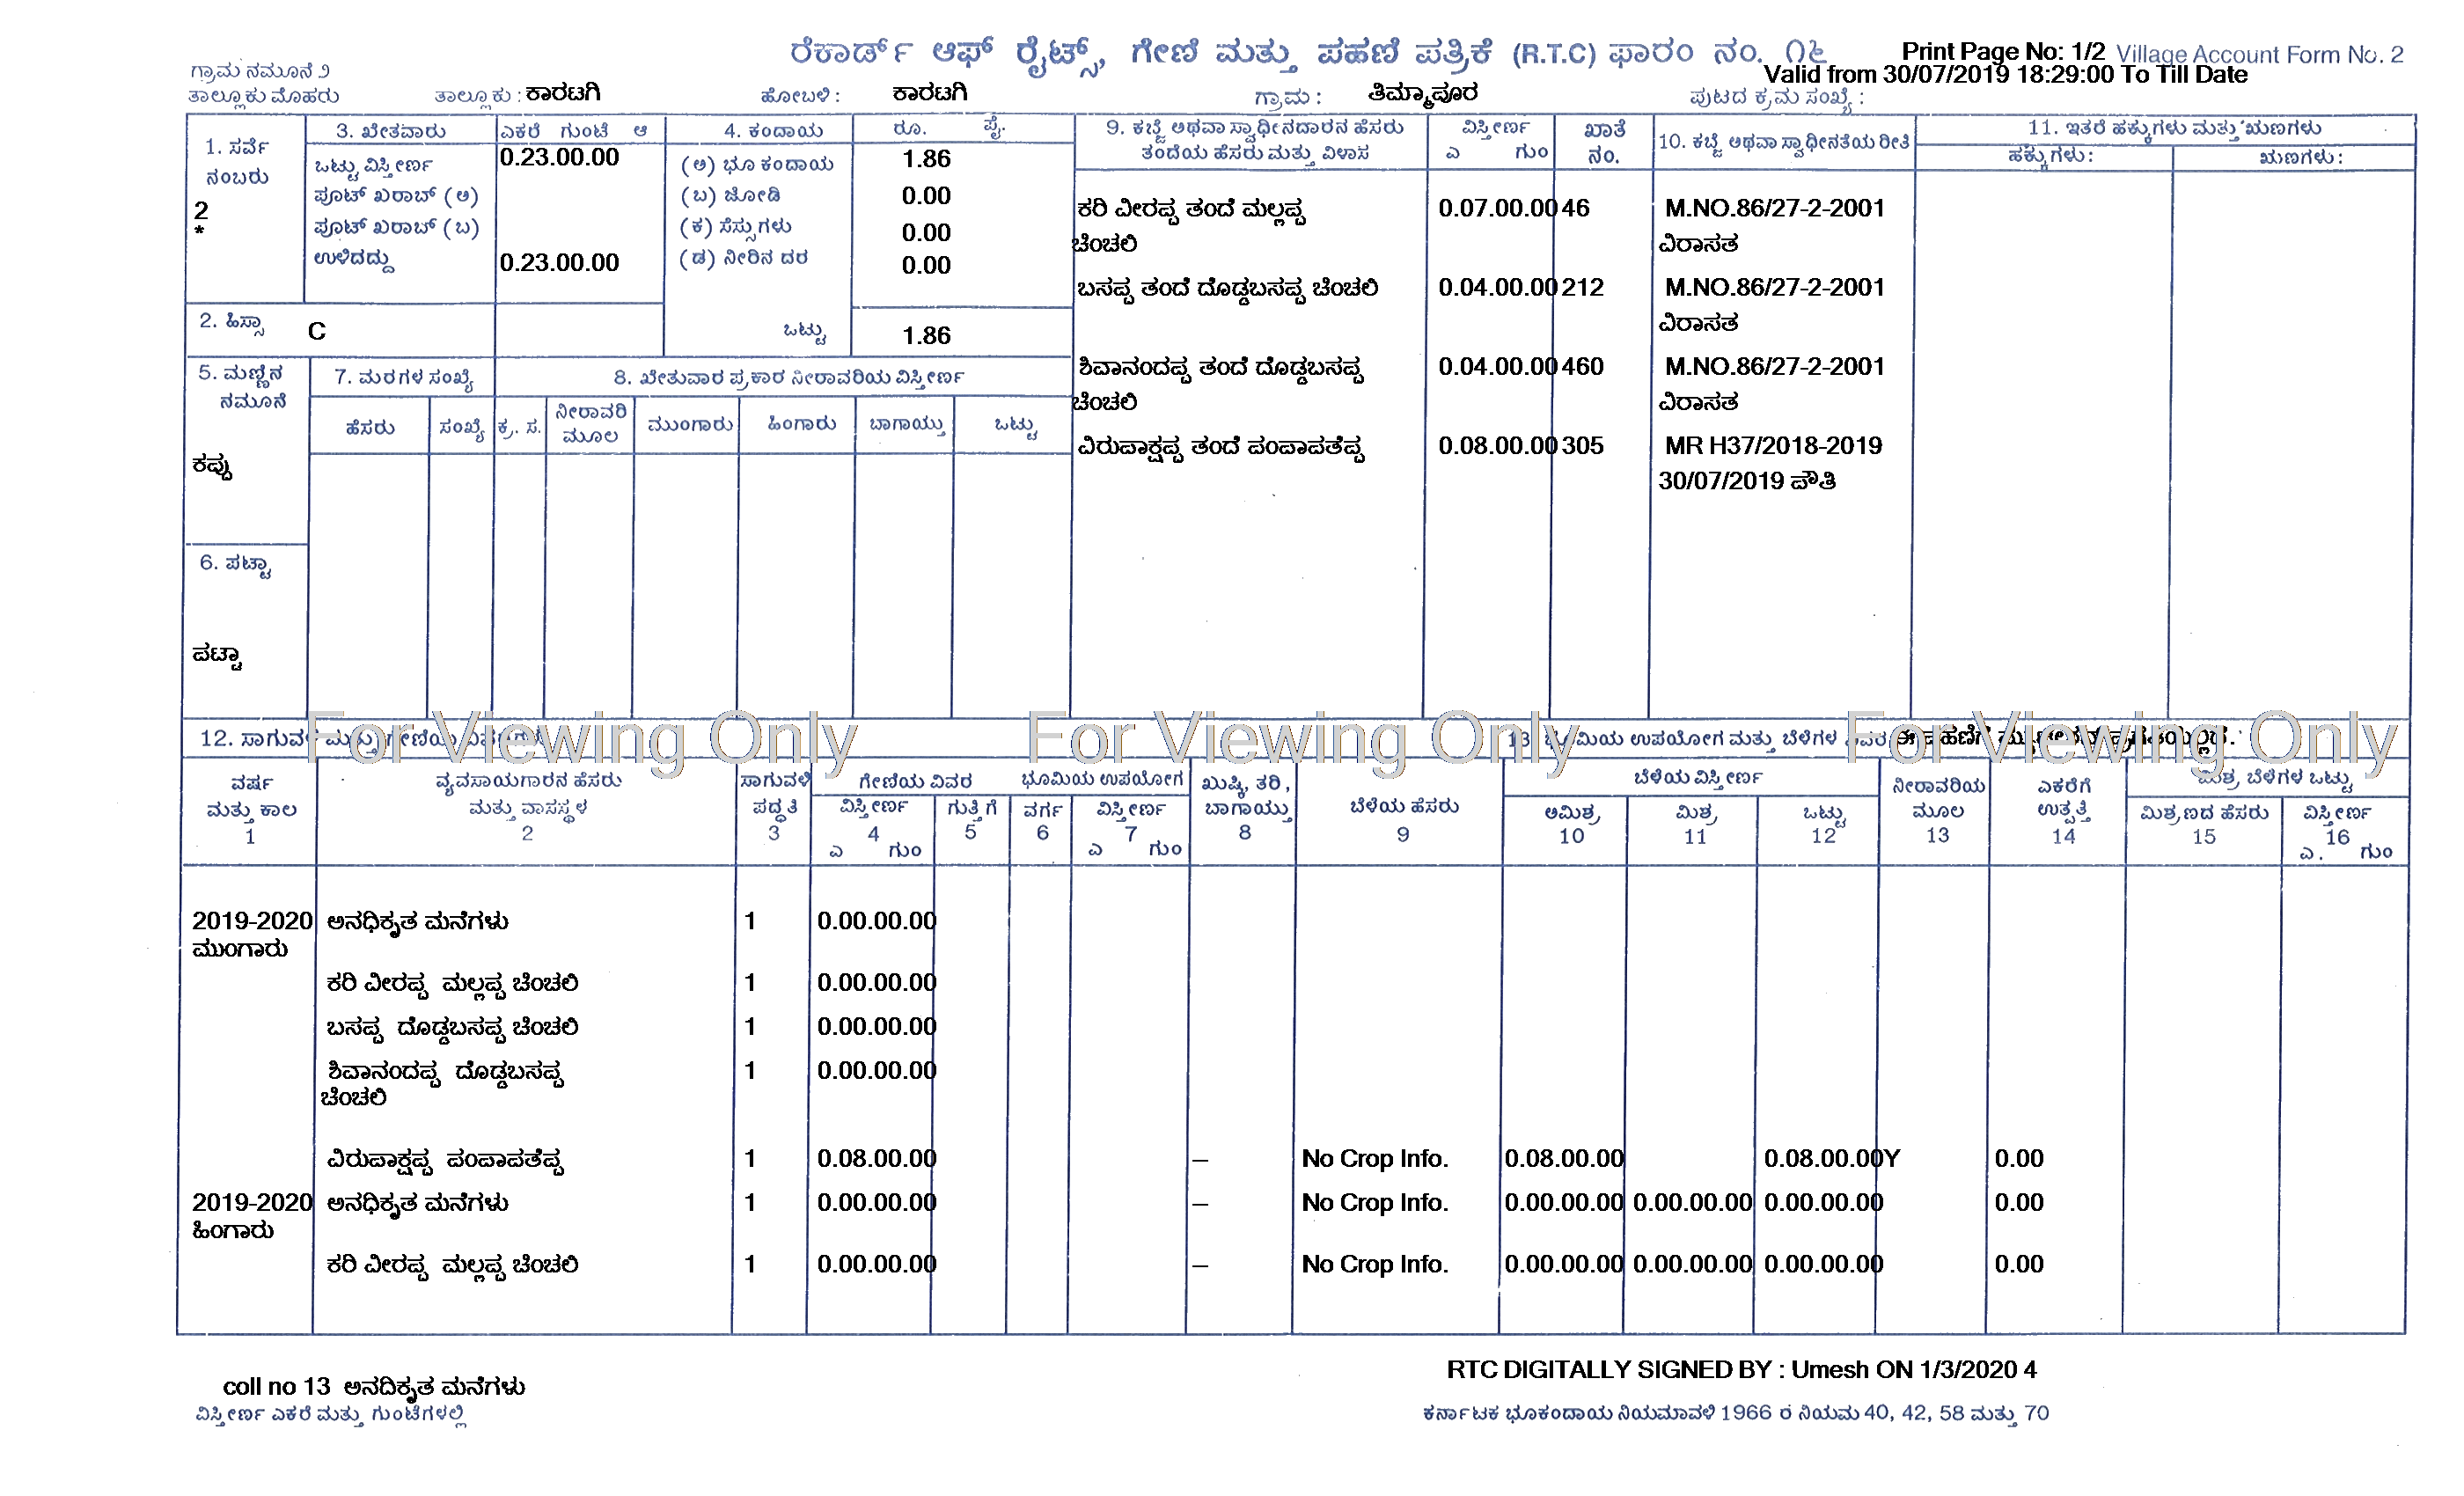 ರೆಕಾರ್ಡ್ ಆಫ್ ರೈಟ್ಸ್, ಗೇಣಿ ಮತ್ತು ಪಹಣಿ ಪತ್ರಿಕೆ (R.T.C) ಫಾರಂ ನಂ. ೧೬ Print Page No: 1/2 Village Account Form No. 2
ಗ್ರಾಮ ನಮೂನೆ ೨ Valid from 30/07/2019 18:29:00 To Till Date
ತಾಲ್ಲೂಕು ಮೊಹರು ತಾಲ್ಲೂಕು : ಕಾರಟಗಿ ಹೋಬಳಿ : ಕಾರಟಗಿ ಗ್ರಾಮ : ತಿಮ್ಮಾಪೂರ ಪುಟದ ಕ್ರಮ ಸಂಖ್ಯೆ :
1. ಸರ್ವೆ ನಂಬರು
2
*
2. ಹಿಸ್ಸಾ C
3. ಖೇತವಾರು ಎಕರೆ ಗುಂಟೆ ಆ
ಒಟ್ಟು ವಿಸ್ತೀರ್ಣ 0.23.00.00
ಪೂಟ್ ಖರಾಬ್ (ಅ)
ಪೂಟ್ ಖರಾಬ್ (ಬ)
ಉಳಿದದ್ದು 0.23.00.00
4. ಕಂದಾಯ ರೂ. ಪೈ.
(ಅ) ಭೂ ಕಂದಾಯ 1.86
(ಬ) ಜೋಡಿ 0.00
(ಕ) ಸೆಸ್ಸುಗಳು 0.00
(ಡ) ನೀರಿನ ದರ 0.00
ಒಟ್ಟು 1.86
5. ಮಣ್ಣಿನ ನಮೂನೆ
ಕಪ್ಪು
6. ಪಟ್ಟಾ
ಪಟ್ಟಾ
7. ಮರಗಳ ಸಂಖ್ಯೆ 8. ಖೇತುವಾರ ಪ್ರಕಾರ ನೀರಾವರಿಯ ವಿಸ್ತೀರ್ಣ
ಹೆಸರು ಸಂಖ್ಯೆ ಕ್ರ. ಸ. ನೀರಾವರಿ ಮೂಲ ಮುಂಗಾರು ಹಿಂಗಾರು ಬಾಗಾಯ್ತು ಒಟ್ಟು
9. ಕಬ್ಜೆ ಅಥವಾ ಸ್ವಾಧೀನದಾರನ ಹೆಸರು ವಿಸ್ತೀರ್ಣ ಖಾತೆ 10. ಕಬ್ಜೆ ಅಥವಾ ಸ್ವಾಧೀನತೆಯ ರೀತಿ 11. ಇತರೆ ಹಕ್ಕುಗಳು ಮತ್ತು ಋಣಗಳು
ತಂದೆಯ ಹೆಸರು ಮತ್ತು ವಿಳಾಸ ಎ ಗುಂ ನಂ. ಹಕ್ಕುಗಳು: ಋಣಗಳು:
ಕರಿ ವೀರಪ್ಪ ತಂದೆ ಮಲ್ಲಪ್ಪ 0.07.00.00 46 M.NO.86/27-2-2001
ಚೆಂಚಲಿ ವಿರಾಸತ
ಬಸಪ್ಪ ತಂದೆ ದೊಡ್ಡಬಸಪ್ಪ ಚೆಂಚಲಿ 0.04.00.00 212 M.NO.86/27-2-2001
ವಿರಾಸತ
ಶಿವಾನಂದಪ್ಪ ತಂದೆ ದೊಡ್ಡಬಸಪ್ಪ 0.04.00.00 460 M.NO.86/27-2-2001
ಚೆಂಚಲಿ ವಿರಾಸತ
ವಿರುಪಾಕ್ಷಪ್ಪ ತಂದೆ ಪಂಪಾಪತೆಪ್ಪ 0.08.00.00 305 MR H37/2018-2019
30/07/2019 ಪೌತಿ
For Viewing Only For Viewing Only For Viewing Only
12. ಸಾಗುವಳಿ ಮತ್ತು ಗೇಣಿಯ 13. ಭೂಮಿಯ ಉಪಯೋಗ ಮತ್ತು ಬೆಳೆಗಳ ವಿವರ
ವರ್ಷ ಮತ್ತು ಕಾಲ 1
ವ್ಯವಸಾಯಗಾರನ ಹೆಸರು ಮತ್ತು ವಾಸಸ್ಥಳ 2
ಸಾಗುವಳಿ ಪದ್ಧತಿ 3
ಗೇಣಿಯ ವಿವರ
ವಿಸ್ತೀರ್ಣ 4 ಎ ಗುಂ
ಗುತ್ತಿಗೆ 5
ಭೂಮಿಯ ಉಪಯೋಗ
ವರ್ಗ 6
ವಿಸ್ತೀರ್ಣ 7 ಎ ಗುಂ
ಖುಷ್ಕಿ, ತರಿ, ಬಾಗಾಯ್ತು 8
ಬೆಳೆಯ ಹೆಸರು 9
ಬೆಳೆಯ ವಿಸ್ತೀರ್ಣ
ಅಮಿಶ್ರ 10
ಮಿಶ್ರ 11
ಒಟ್ಟು 12
ನೀರಾವರಿಯ ಮೂಲ 13
ಎಕರೆಗೆ ಉತ್ಪತ್ತಿ 14
ಮಿಶ್ರ ಬೆಳೆಗಳ ಒಟ್ಟು
ಮಿಶ್ರಣದ ಹೆಸರು 15
ವಿಸ್ತೀರ್ಣ 16 ಎ. ಗುಂ
2019-2020 ಅನಧಿಕೃತ ಮನೆಗಳು 1 0.00.00.00
ಮುಂಗಾರು
ಕರಿ ವೀರಪ್ಪ ಮಲ್ಲಪ್ಪ ಚೆಂಚಲಿ 1 0.00.00.00
ಬಸಪ್ಪ ದೊಡ್ಡಬಸಪ್ಪ ಚೆಂಚಲಿ 1 0.00.00.00
ಶಿವಾನಂದಪ್ಪ ದೊಡ್ಡಬಸಪ್ಪ 1 0.00.00.00
ಚೆಂಚಲಿ
ವಿರುಪಾಕ್ಷಪ್ಪ ಪಂಪಾಪತೆಪ್ಪ 1 0.08.00.00 – No Crop Info. 0.08.00.00 0.08.00.00 Y 0.00
2019-2020 ಅನಧಿಕೃತ ಮನೆಗಳು 1 0.00.00.00 – No Crop Info. 0.00.00.00 0.00.00.00 0.00.00.00 0.00
ಹಿಂಗಾರು
ಕರಿ ವೀರಪ್ಪ ಮಲ್ಲಪ್ಪ ಚೆಂಚಲಿ 1 0.00.00.00 – No Crop Info. 0.00.00.00 0.00.00.00 0.00.00.00 0.00
RTC DIGITALLY SIGNED BY : Umesh ON 1/3/2020 4
coll no 13 ಅನದಿಕೃತ ಮನೆಗಳು
ವಿಸ್ತೀರ್ಣ ಎಕರೆ ಮತ್ತು ಗುಂಟೆಗಳಲ್ಲಿ ಕರ್ನಾಟಕ ಭೂಕಂದಾಯ ನಿಯಮಾವಳಿ 1966 ರ ನಿಯಮ 40, 42, 58 ಮತ್ತು 70